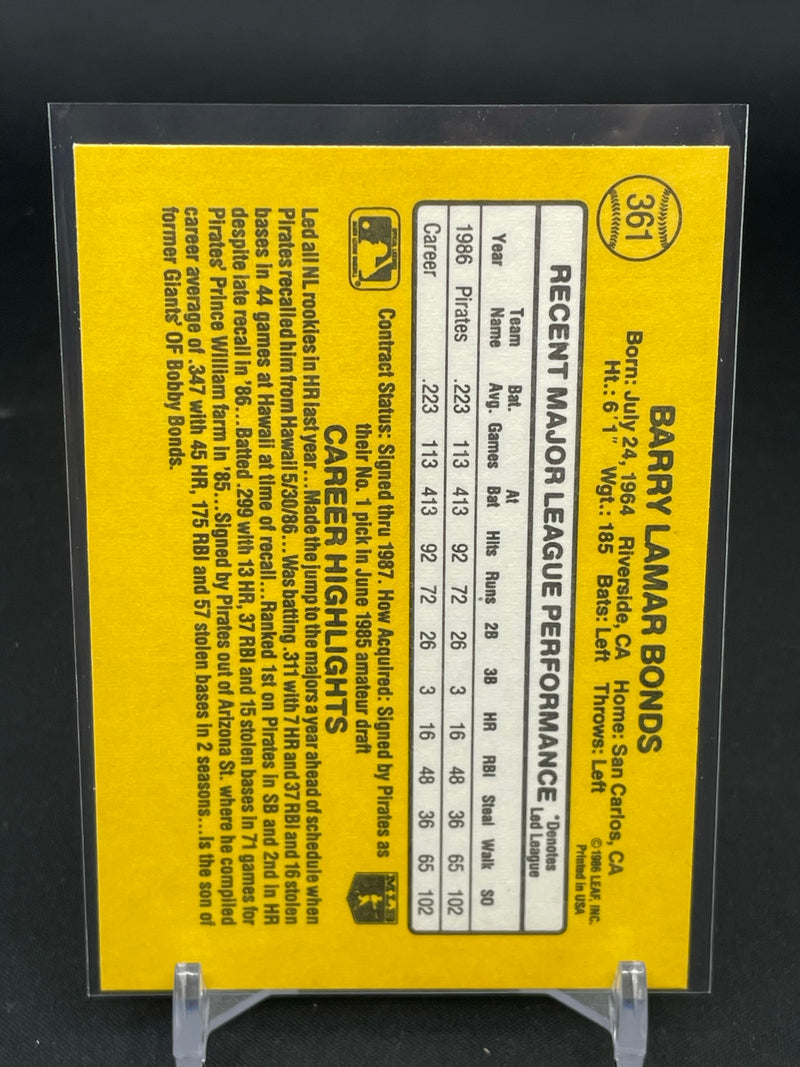 361
BARRY LAMAR BONDS
Born: July 24, 1964 Riverside, CA Home: San Carlos, CA
Ht.: 6'1" Wgt.: 185 Bats: Left Throws: Left
©1986 LEAF, INC.
Printed in USA
RECENT MAJOR LEAGUE PERFORMANCE *Denotes
Led League
Team Bat. At
Year Name Avg. Games Bat Hits Runs 2B 3B HR RBI Steal Walk SO
1986 Pirates .223 113 413 92 72 26 3 16 48 36 65 102
Career .223 113 413 92 72 26 3 16 48 36 65 102
Contract Status: Signed thru 1987. How Acquired: Signed by Pirates as
their No. 1 pick in June 1985 amateur draft
MLB
CAREER HIGHLIGHTS
Led all NL rookies in HR last year...Made the jump to the majors a year ahead of schedule when
Pirates recalled him from Hawaii 5/30/86...Was batting .311 with 7 HR and 37 RBI and 16 stolen
bases in 44 games at Hawaii at time of recall...Ranked 1st on Pirates in SB and 2nd in HR
despite late recall in '86...Batted .299 with 13 HR, 37 RBI and 15 stolen bases in 71 games for
Pirates' Prince William farm in '85...Signed by Pirates out of Arizona St. where he compiled
career average of .347 with 45 HR, 175 RBI and 57 stolen bases in 2 seasons...Is the son of
former Giants' OF Bobby Bonds.